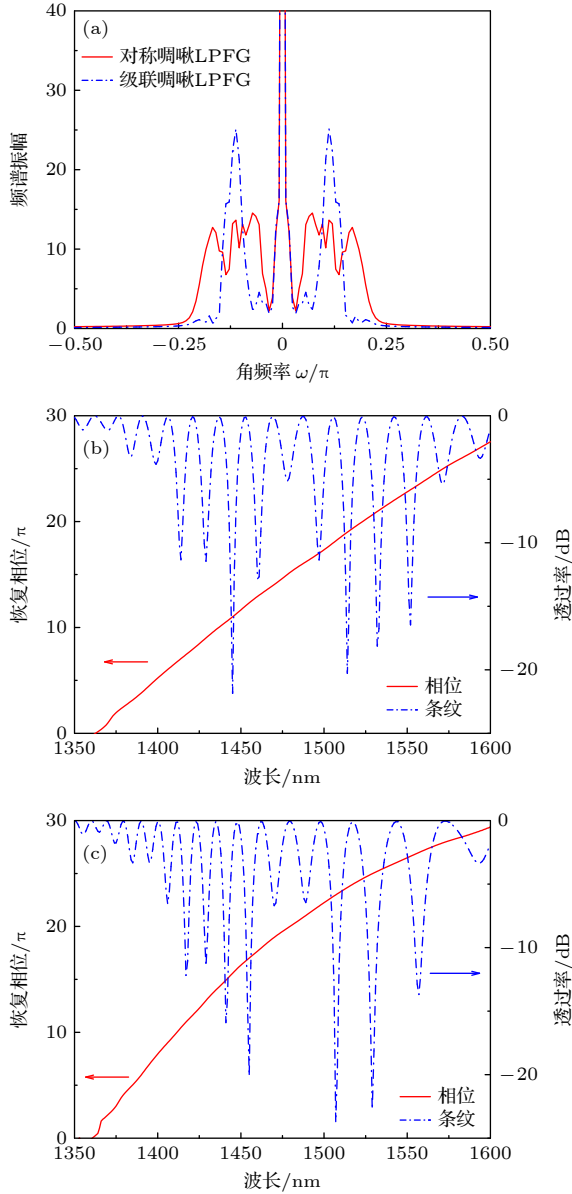 (a)
对称啁啾LPFG
级联啁啾LPFG
频谱振幅
40
30
20
10
0
−0.50
−0.25
0
0.25
0.50
角频率 ω/π
(b)
恢复相位/π
30
20
10
0
0
−10
−20
透过率/dB
相位
条纹
1350
1400
1450
1500
1550
1600
波长/nm
(c)
恢复相位/π
30
20
10
0
0
−10
−20
透过率/dB
相位
条纹
1350
1400
1450
1500
1550
1600
波长/nm